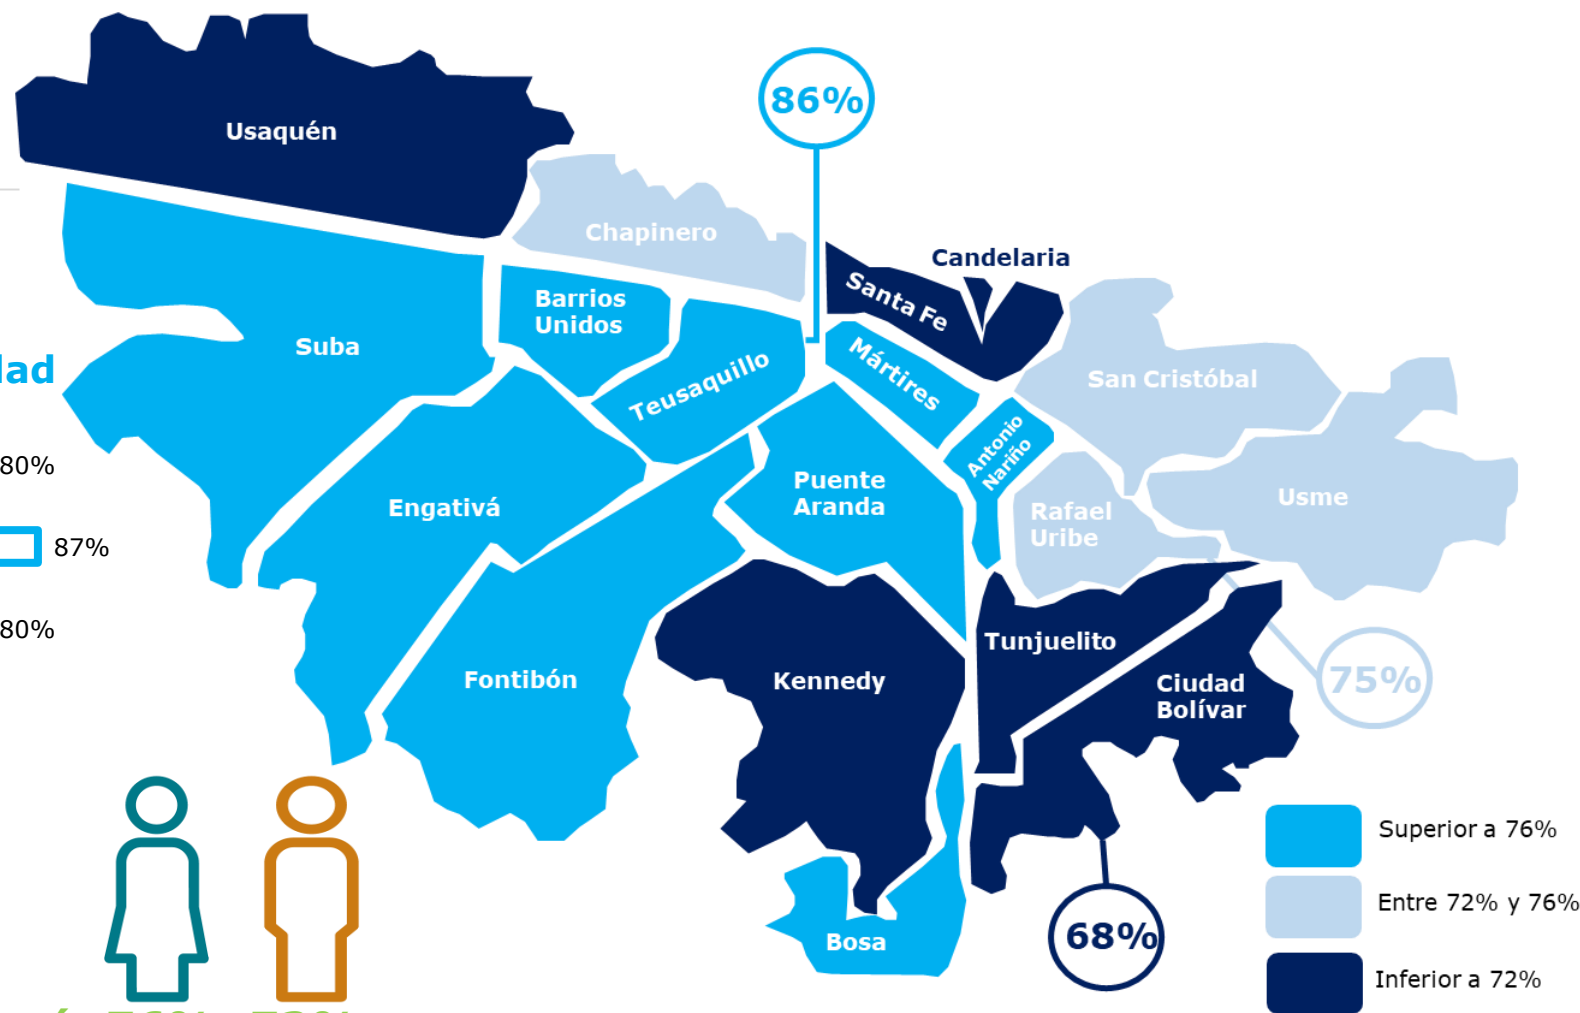 86%
Usaquén
Chapinero
Candelaria
Santa Fe
Barrios
Unidos
Suba
Teusaquillo
Mártires
San Cristóbal
Antonio
Nariño
80%
87%
80%
Engativá
Puente
Aranda
Rafael
Uribe
Usme
Fontibón
Kennedy
Tunjuelito
Ciudad
Bolívar
75%
Bosa
68%
Superior a 76%
Entre 72% y 76%
Inferior a 72%